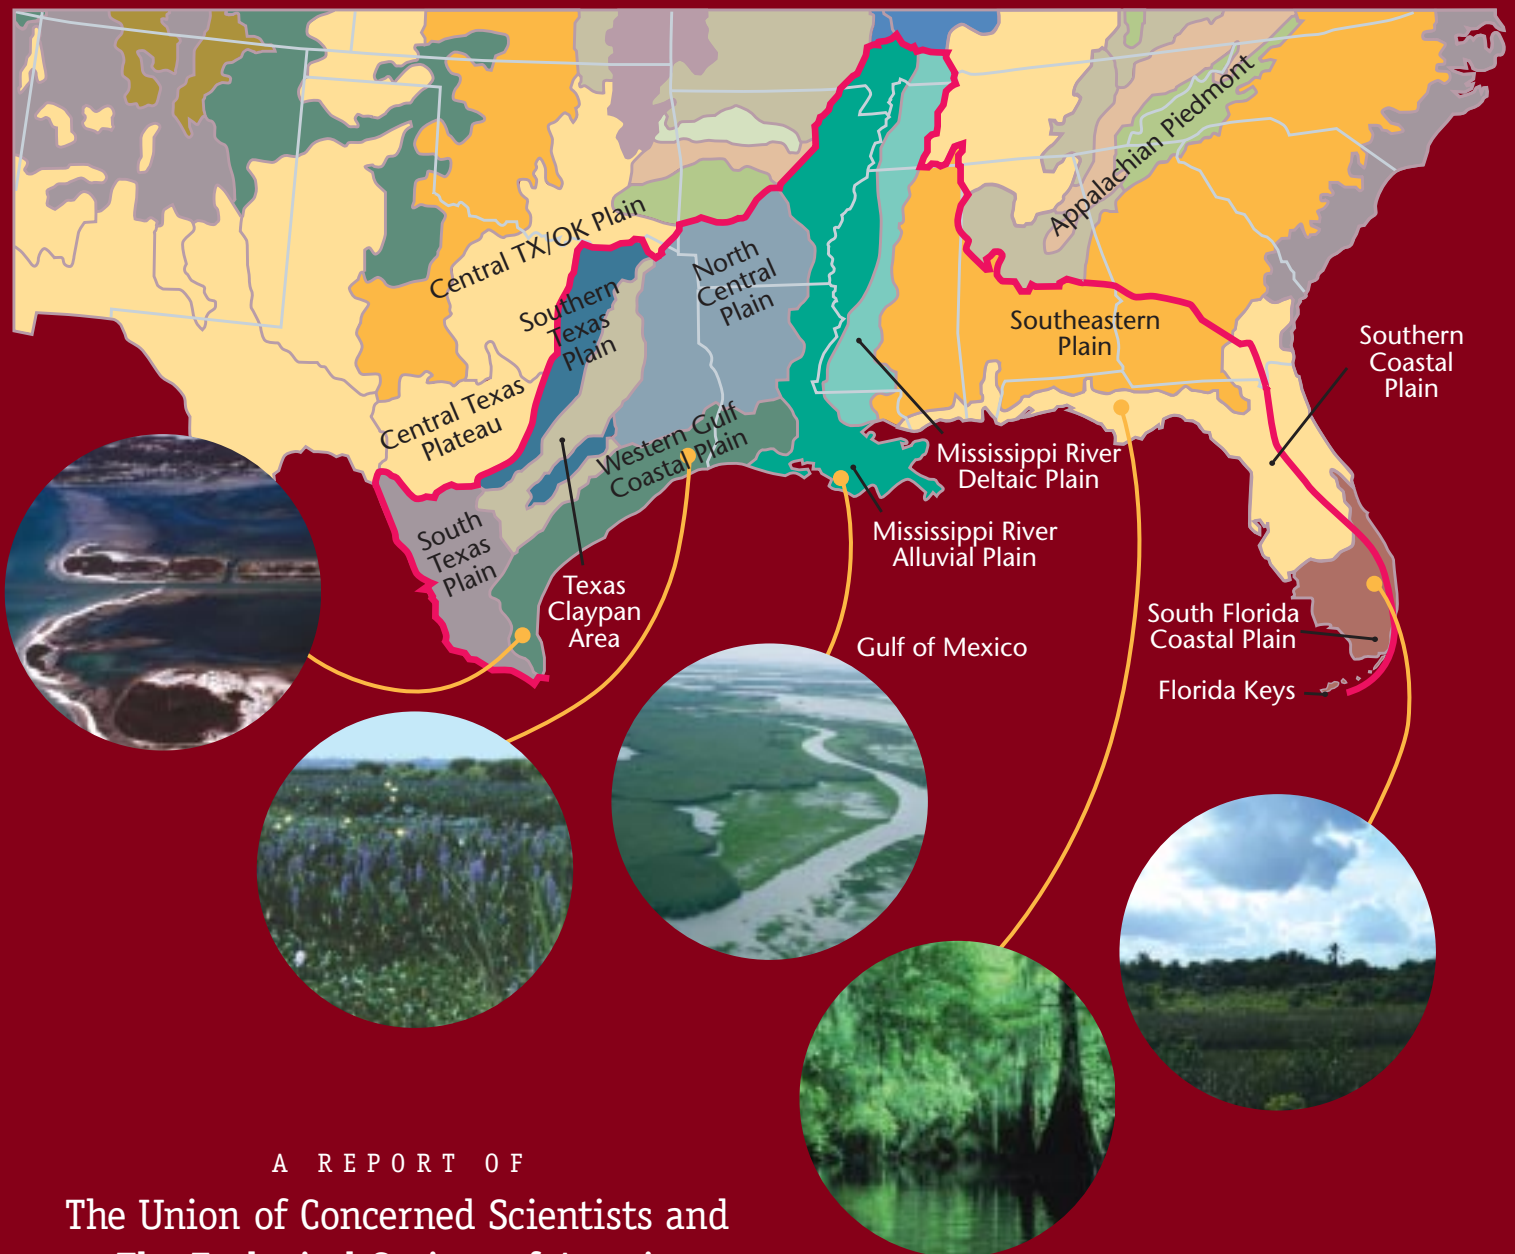 Appalachian Piedmont
Central TX/OK Plain
North
Central
Plain
Southern
Texas
Plain
Southeastern
Plain
Southern
Coastal
Plain
Central Texas
Plateau
Western Gulf
Coastal Plain
Mississippi River
Deltaic Plain
South
Texas
Plain
Mississippi River
Alluvial Plain
Texas
Claypan
Area
South Florida
Coastal Plain
Gulf of Mexico
Florida Keys
A REPORT OF
The Union of Concerned Scientists and